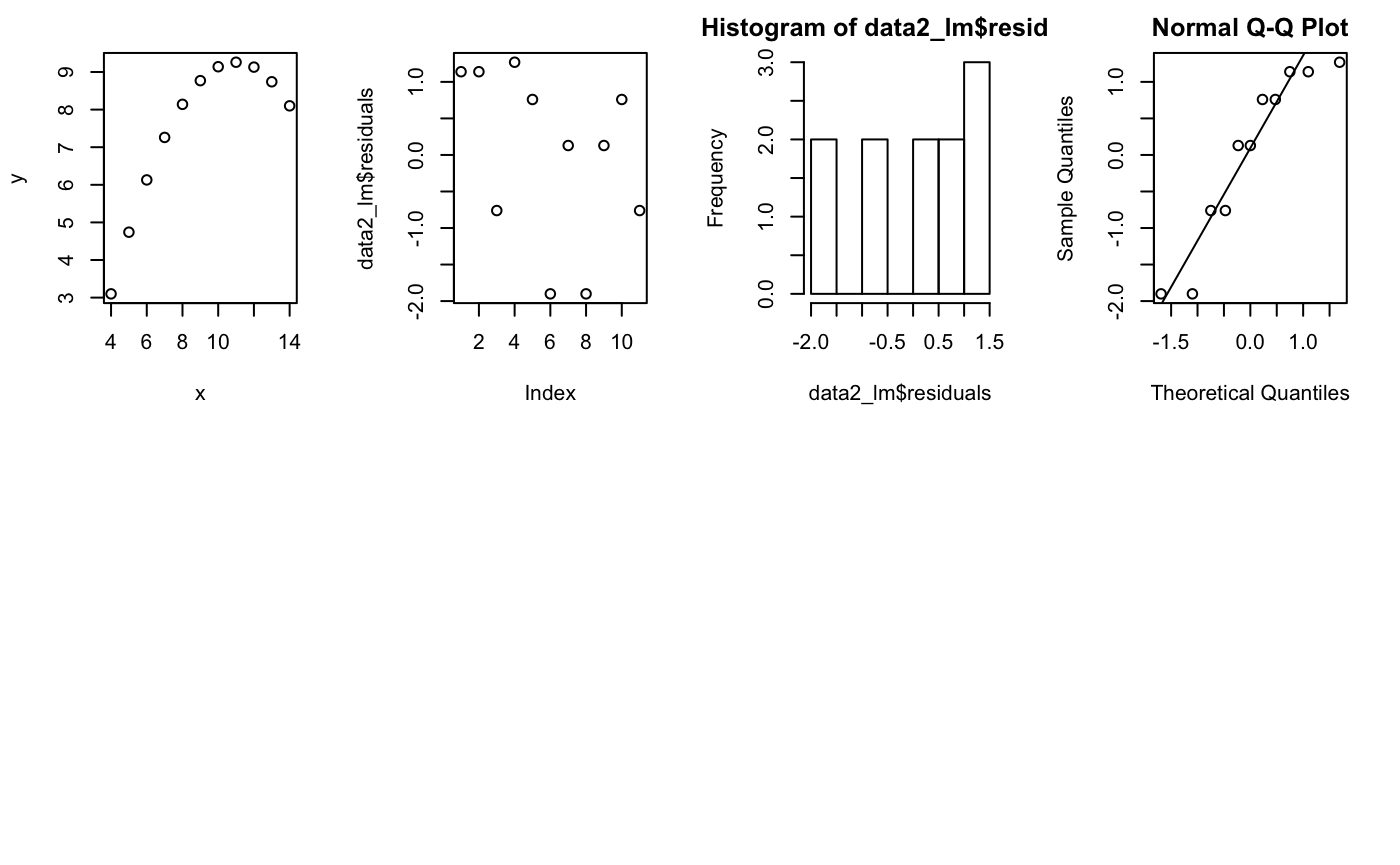 Histogram of data2_lm$resid
Normal Q-Q Plot
y
9
8
7
6
5
4
3
4 6 8 10 14
x
data2_lm$residuals
1.0
0.0
-1.0
-2.0
2 4 6 8 10
Index
Frequency
3.0
2.0
1.0
0.0
-2.0 -0.5 0.5 1.5
data2_lm$residuals
Sample Quantiles
1.0
0.0
-1.0
-2.0
-1.5 0.0 1.0
Theoretical Quantiles